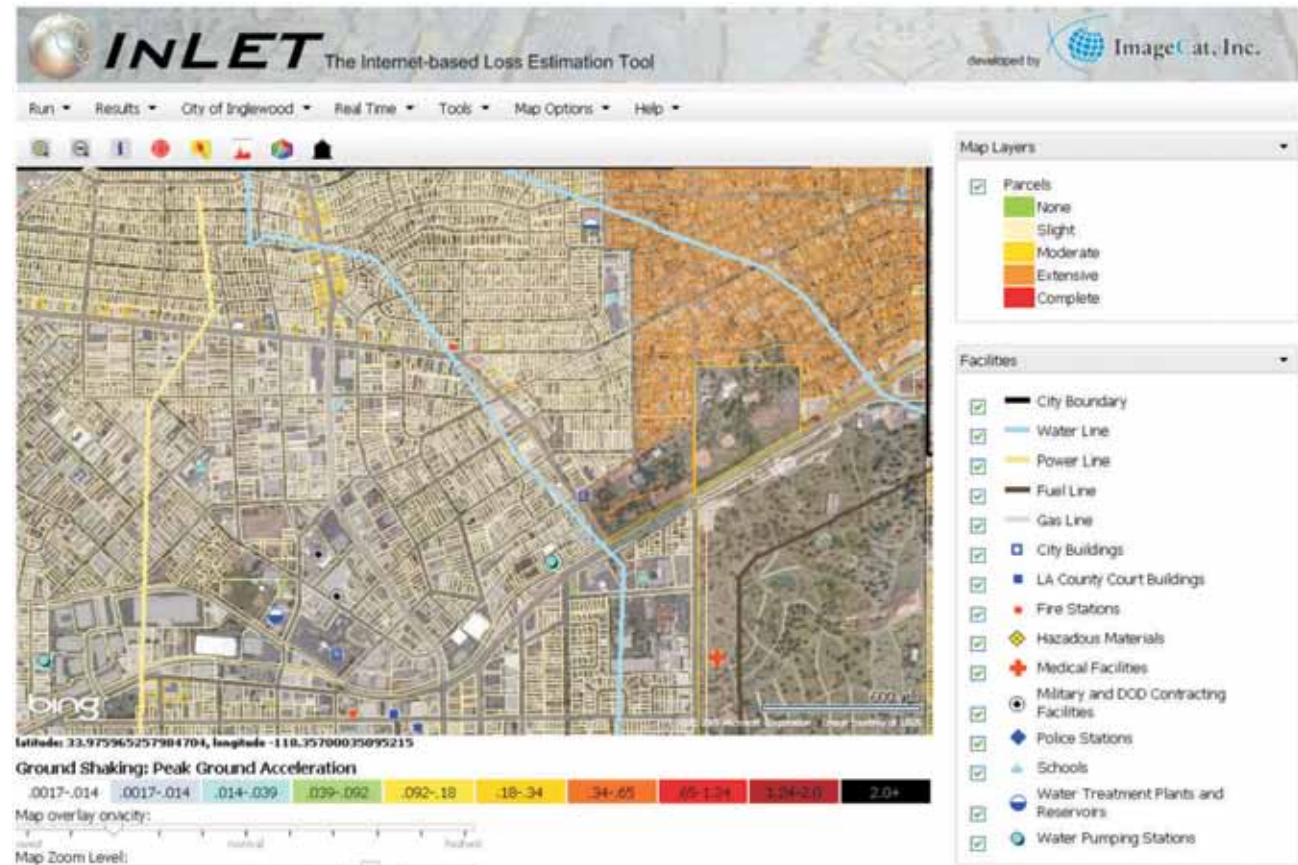 INLET The Internet-based Loss Estimation Tool
developed by ImageCat, Inc.
Run Results City of Inglewood Real Time Tools Map Options Help
Map Layers
Parcels
None
Slight
Moderate
Extensive
Complete
Facilities
City Boundary
Water Line
Power Line
Fuel Line
Gas Line
City Buildings
LA County Court Buildings
Fire Stations
Hazadous Materials
Medical Facilities
Military and DOD Contracting
Facilities
Police Stations
Schools
Water Treatment Plants and
Reservoirs
Water Pumping Stations
bing
latitude: 33.975965257984704, longitude -118.35700035095215
Ground Shaking: Peak Ground Acceleration
.0017-.014 .0017-.014 .014-.039 .039-.092 .092-.18 .18-.34 .34-.65 .65-1.24 1.24-2.0 2.0+
Map overlay opacity:
normal
Map Zoom Level: